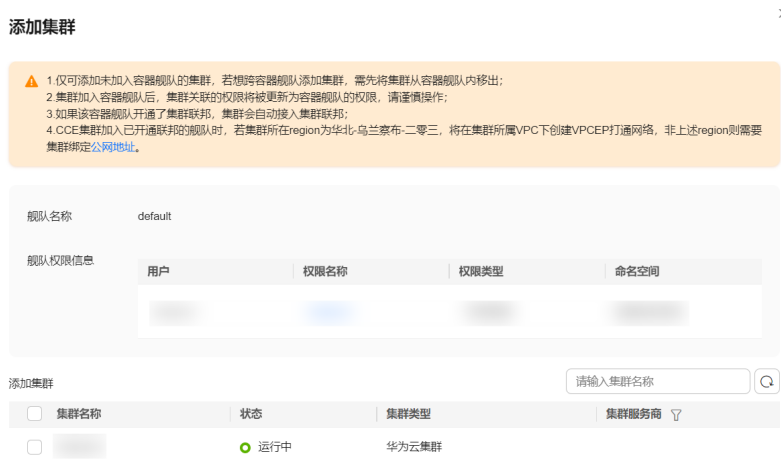 添加集群
1.仅可添加未加入容器舰队的集群，若想跨容器舰队添加集群，需先将集群从容器舰队内移出；
2.集群加入容器舰队后，集群关联的权限将被更新为容器舰队的权限，请谨慎操作；
3.如果该容器舰队开通了集群联邦，集群会自动接入集群联邦；
4.CCE集群加入已开通联邦的舰队时，若集群所在region为华北-乌兰察布-二零三，将在集群所属VPC下创建VPCEP打通网络，非上述region则需要
集群绑定公网地址。
舰队名称 default
舰队权限信息
用户 权限名称 权限类型 命名空间
添加集群 请输入集群名称
集群名称 状态 集群类型 集群服务商
运行中 华为云集群